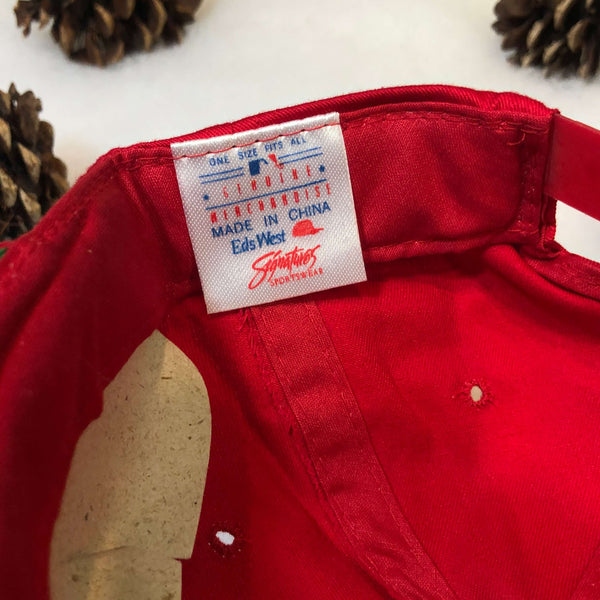 ONE SIZE FITS ALL
GENUINE
MERCHANDISE
MADE IN CHINA
Eds West
Signatures
SPORTSWEAR